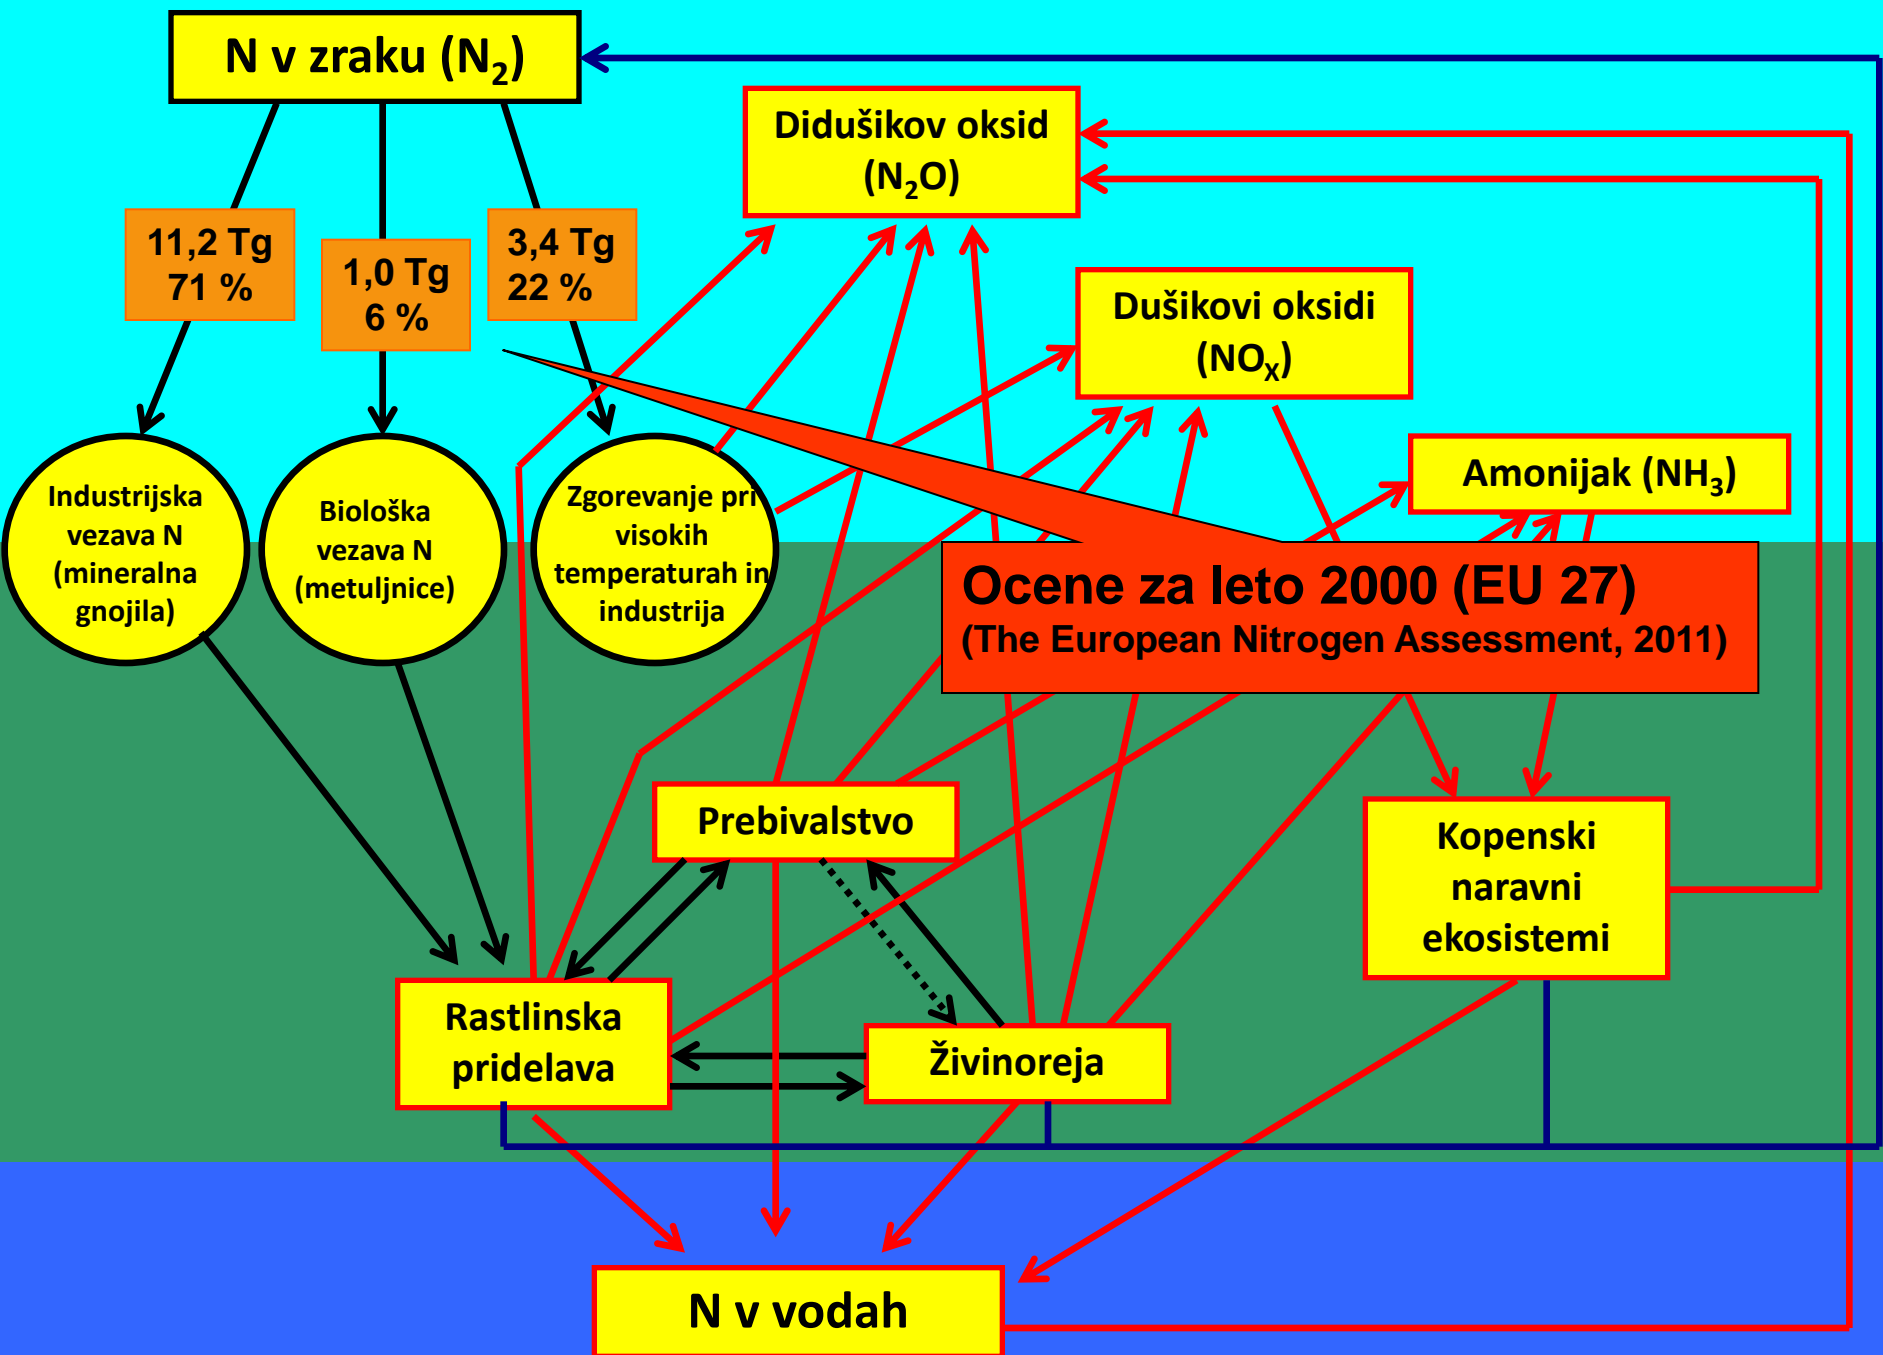 N v zraku (N₂)
Didušikov oksid
(N₂O)
11,2 Tg
71 %
1,0 Tg
6 %
3,4 Tg
22 %
Dušikovi oksidi
(NOₓ)
Amonijak (NH₃)
Industrijska
vezava N
(mineralna
gnojila)
Biološka
vezava N
(metuljnice)
Zgorevanje pri
visokih
temperaturah in
industrija
Ocene za leto 2000 (EU 27)
(The European Nitrogen Assessment, 2011)
Prebivalstvo
Kopenski
naravni
ekosistemi
Rastlinska
pridelava
Živinoreja
N v vodah